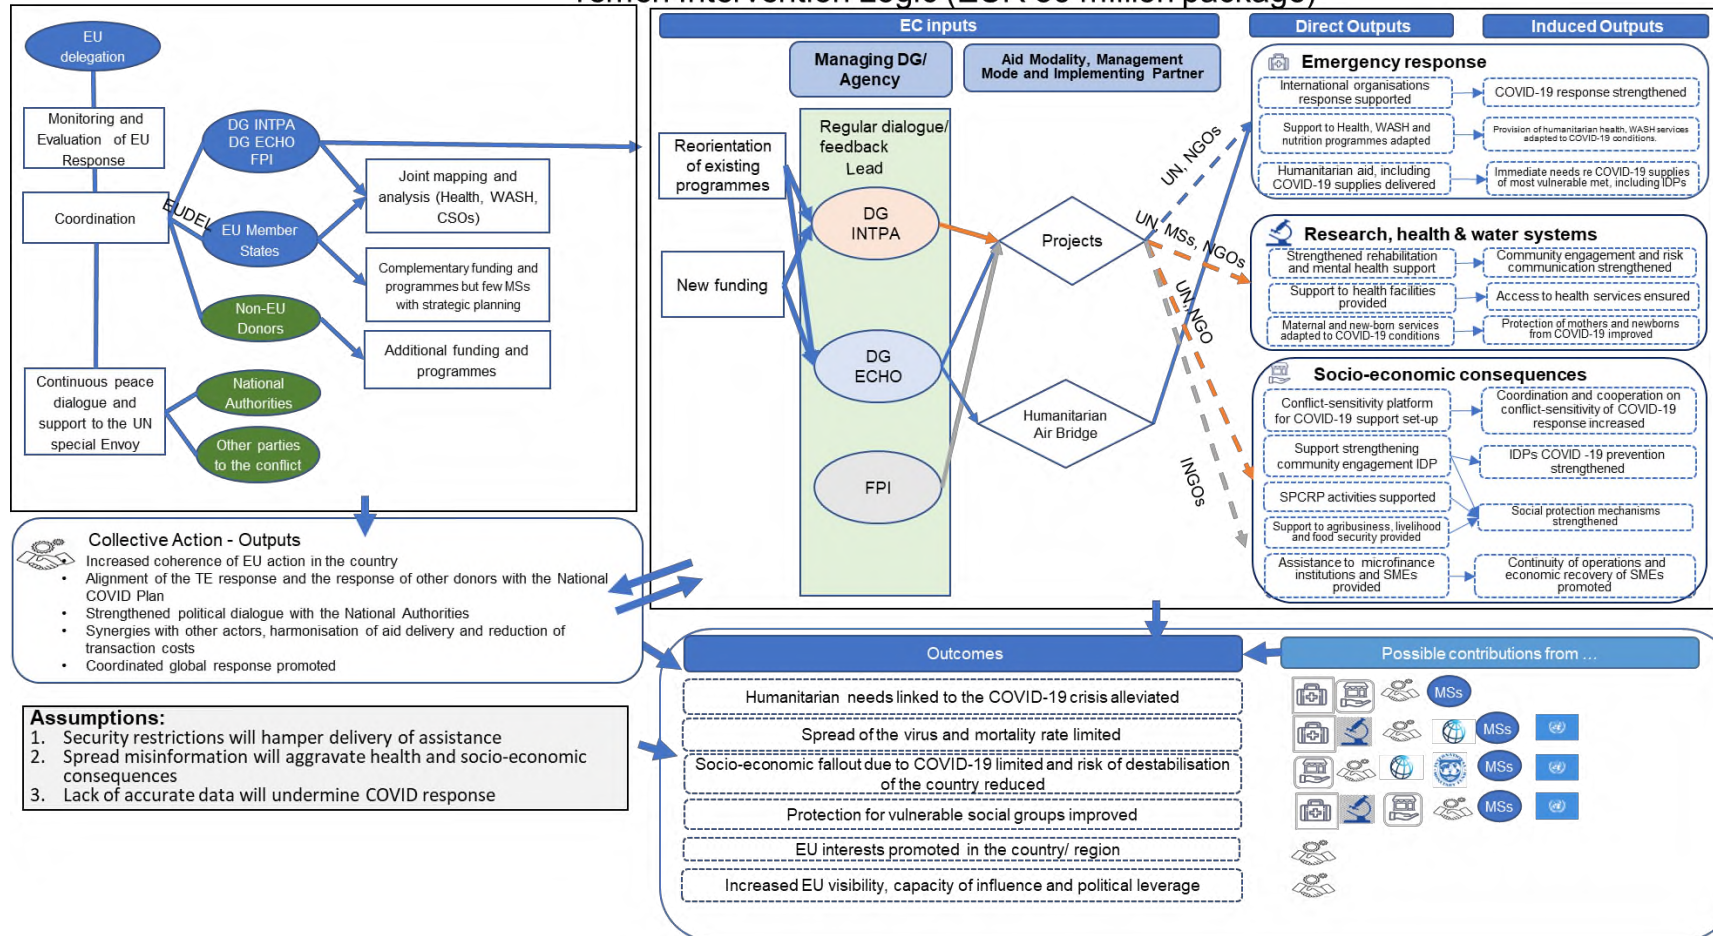 Yemen Intervention Logic (EUR million package)
EU
delegation
Monitoring and
Evaluation of EU
Response
Coordination
EUDEL
Continuous peace
dialogue and
support to the UN
special Envoy
DG INTPA
DG ECHO
FPI
EU Member
States
Non-EU
Donors
National
Authorities
Other parties
to the conflict
Joint mapping and
analysis (Health, WASH,
CSOs)
Complementary funding and
programmes but few MSs
with strategic planning
Additional funding and
programmes
EC inputs
Managing DG/
Agency
Aid Modality, Management
Mode and Implementing Partner
Reorientation
of existing
programmes
New funding
Regular dialogue/
feedback
Lead
DG
INTPA
DG
ECHO
FPI
Projects
Humanitarian
Air Bridge
UN, NGOs
UN, MSs, NGOs
UN, NGO
INGOs
Direct Outputs
Induced Outputs
Emergency response
International organisations
response supported
COVID-19 response strengthened
Support to Health, WASH and
nutrition programmes adapted
Provision of humanitarian health, WASH services
adapted to COVID-19 conditions.
Humanitarian aid, including
COVID-19 supplies delivered
Immediate needs re COVID-19 supplies
of most vulnerable met, including IDPs
Research, health & water systems
Strengthened rehabilitation
and mental health support
Community engagement and risk
communication strengthened
Support to health facilities
provided
Access to health services ensured
Maternal and new-born services
adapted to COVID-19 conditions
Protection of mothers and newborns
from COVID-19 improved
Socio-economic consequences
Conflict-sensitivity platform
for COVID-19 support set-up
Coordination and cooperation on
conflict-sensitivity of COVID-19
response increased
Support strengthening
community engagement IDP
IDPs COVID -19 prevention
strengthened
SPCRP activities supported
Social protection mechanisms
strengthened
Support to agribusiness, livelihood
and food security provided
Assistance to microfinance
institutions and SMEs
provided
Continuity of operations and
economic recovery of SMEs
promoted
Collective Action - Outputs
• Increased coherence of EU action in the country
• Alignment of the TE response and the response of other donors with the National
COVID Plan
• Strengthened political dialogue with the National Authorities
• Synergies with other actors, harmonisation of aid delivery and reduction of
transaction costs
• Coordinated global response promoted
Assumptions:
1. Security restrictions will hamper delivery of assistance
2. Spread misinformation will aggravate health and socio-economic
consequences
3. Lack of accurate data will undermine COVID response
Outcomes
Possible contributions from ...
Humanitarian needs linked to the COVID-19 crisis alleviated
MSs
Spread of the virus and mortality rate limited
MSs
Socio-economic fallout due to COVID-19 limited and risk of destabilisation
of the country reduced
MSs
Protection for vulnerable social groups improved
MSs
EU interests promoted in the country/ region
Increased EU visibility, capacity of influence and political leverage